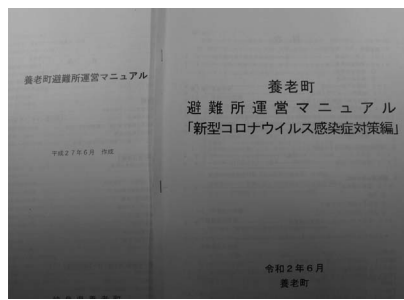 養老町避難所運営マニュアル
平成27年6月 作成
養老町
避難所運営マニュアル
「新型コロナウイルス感染症対策編」
令和2年6月
養老町